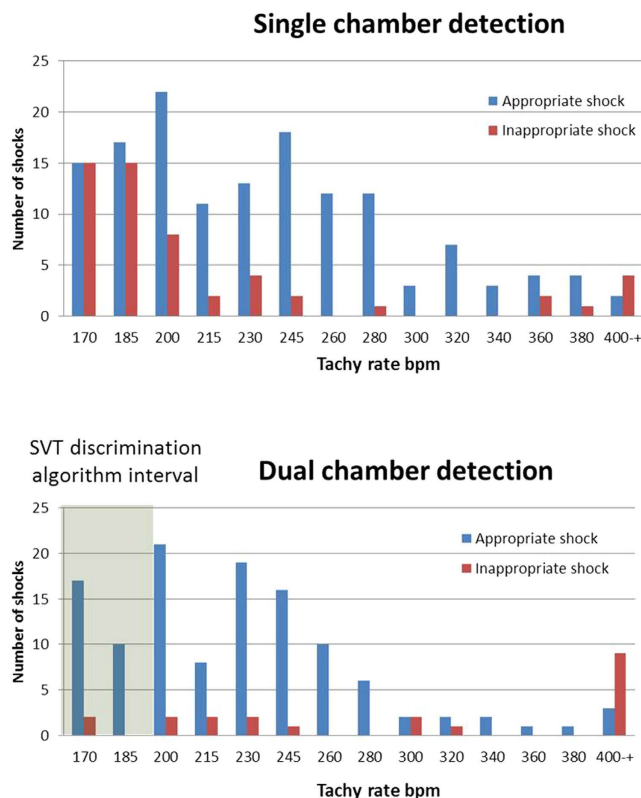 Single chamber detection
25
20
15
10
5
0
Number of shocks
Appropriate shock
Inappropriate shock
170 185 200 215 230 245 260 280 300 320 340 360 380 400-+
Tachy rate bpm
SVT discrimination
algorithm interval
Dual chamber detection
25
20
15
10
5
0
Number of shocks
Appropriate shock
Inappropriate shock
170 185 200 215 230 245 260 280 300 320 340 360 380 400-+
Tachy rate bpm